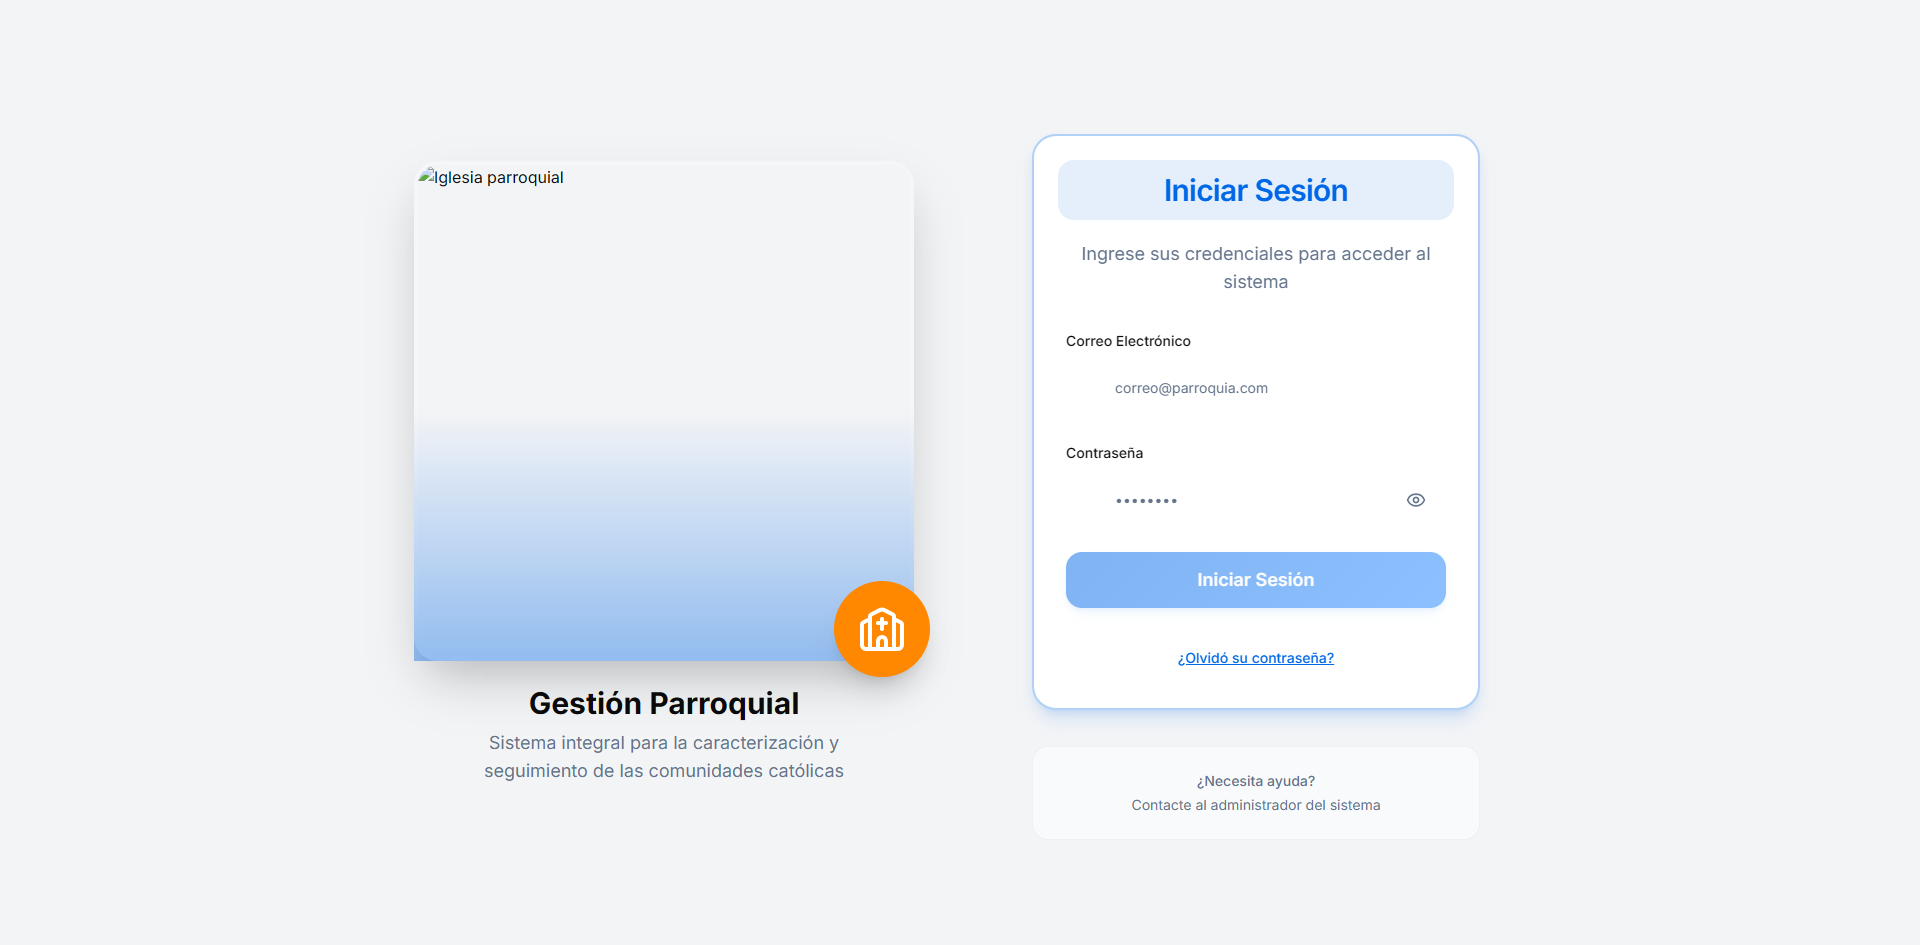 Iglesia parroquial
Gestión Parroquial
Sistema integral para la caracterización y
seguimiento de las comunidades católicas
Iniciar Sesión
Ingrese sus credenciales para acceder al
sistema
Correo Electrónico
correo@parroquia.com
Contraseña
••••••••
Iniciar Sesión
¿Olvidó su contraseña?
¿Necesita ayuda?
Contacte al administrador del sistema